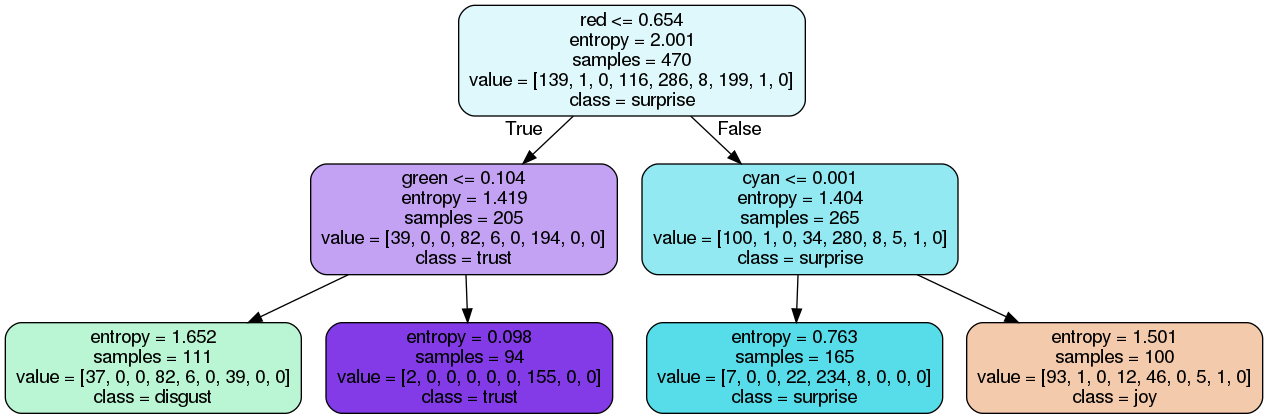 red <= 0.654
entropy = 2.001
samples = 470
value = [139, 1, 0, 116, 286, 8, 199, 1, 0]
class = surprise
True
False
green <= 0.104
entropy = 1.419
samples = 205
value = [39, 0, 0, 82, 6, 0, 194, 0, 0]
class = trust
cyan <= 0.001
entropy = 1.404
samples = 265
value = [100, 1, 0, 34, 280, 8, 5, 1, 0]
class = surprise
entropy = 1.652
samples = 111
value = [37, 0, 0, 82, 6, 0, 39, 0, 0]
class = disgust
entropy = 0.098
samples = 94
value = [2, 0, 0, 0, 0, 0, 155, 0, 0]
class = trust
entropy = 0.763
samples = 165
value = [7, 0, 0, 22, 234, 8, 0, 0, 0]
class = surprise
entropy = 1.501
samples = 100
value = [93, 1, 0, 12, 46, 0, 5, 1, 0]
class = joy